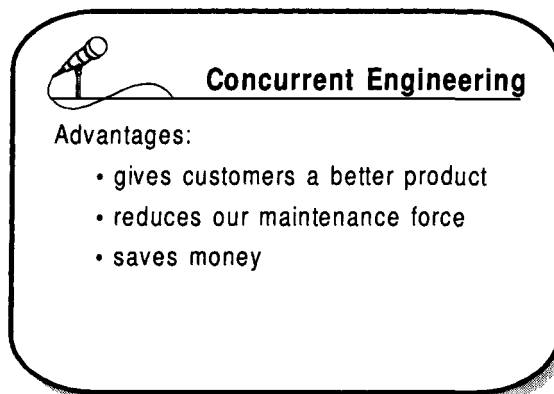 Concurrent Engineering
Advantages:
• gives customers a better product
• reduces our maintenance force
• saves money